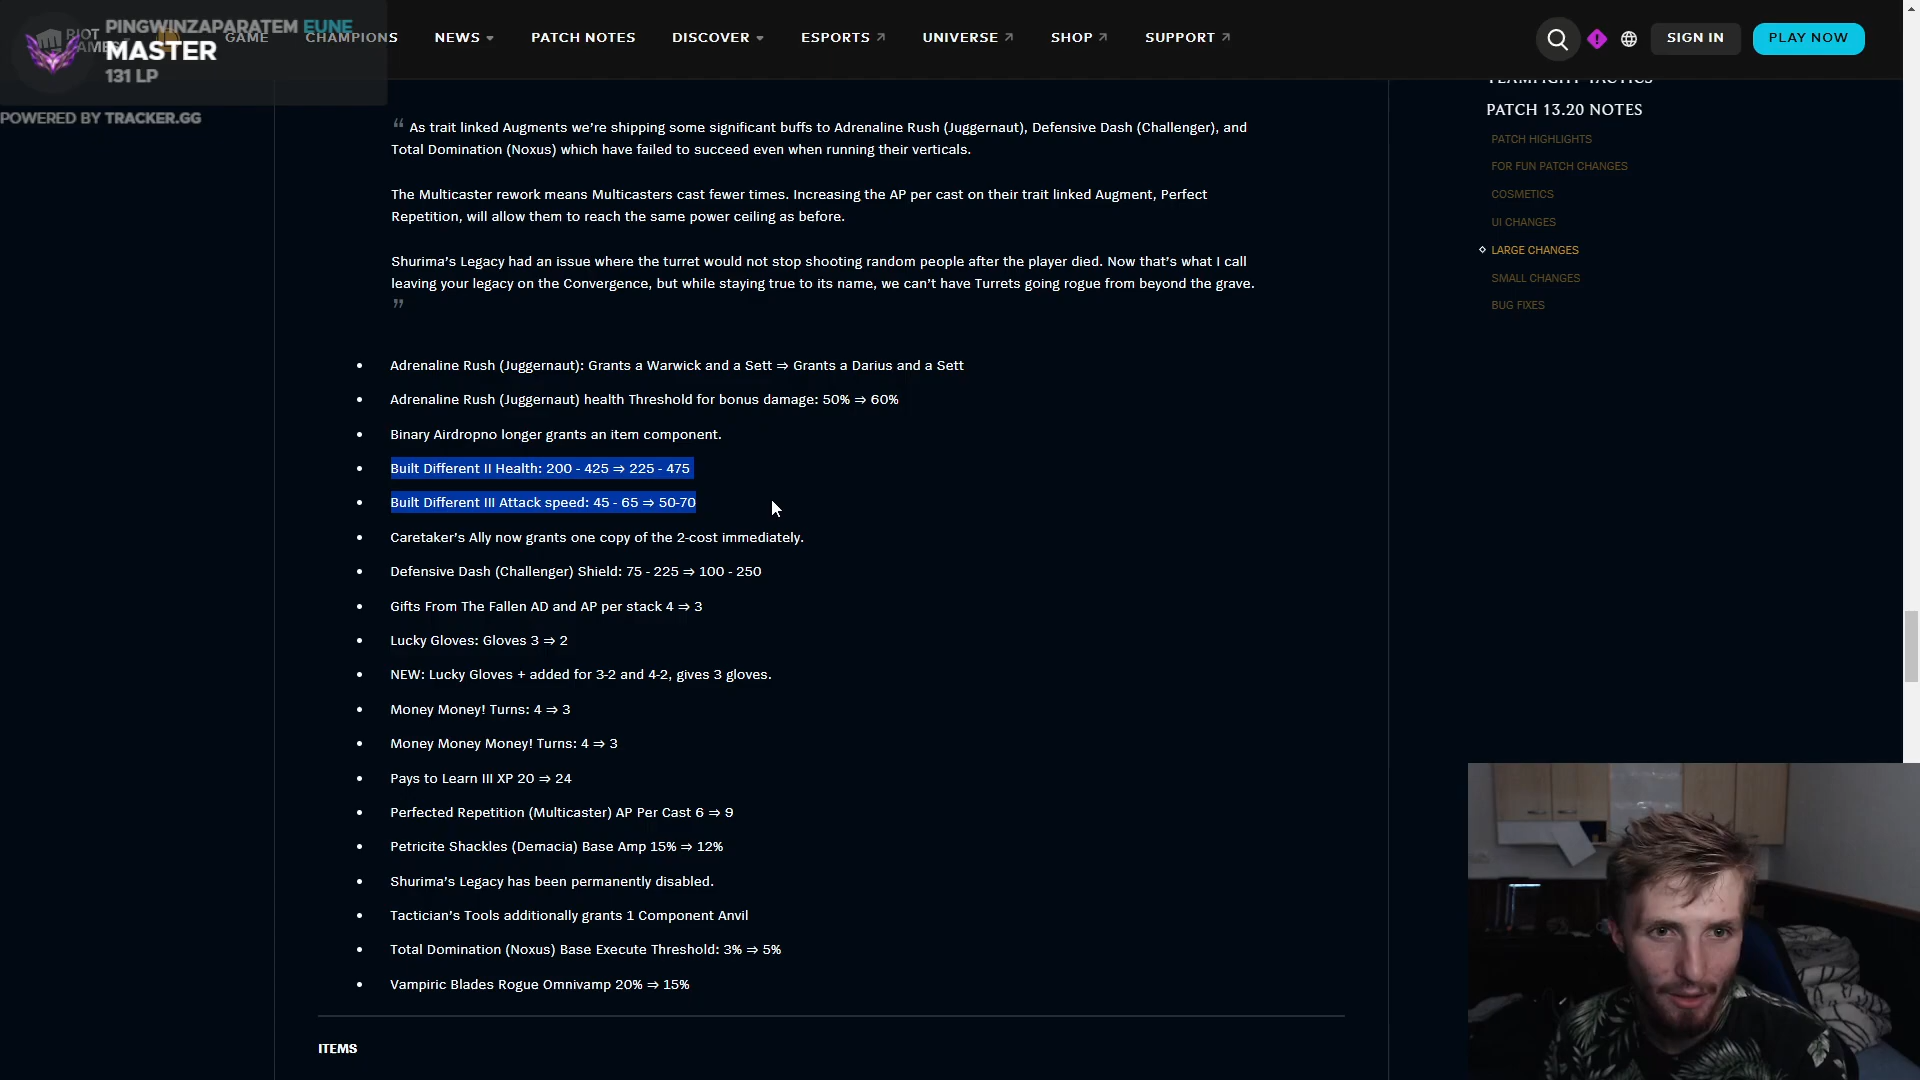 PINGWINZAPARATEM EUNE
MASTER
131 LP
POWERED BY TRACKER.GG
RIOT
GAMES
GAME
CHAMPIONS
NEWS
PATCH NOTES
DISCOVER
ESPORTS
UNIVERSE
SHOP
SUPPORT
SIGN IN
PLAY NOW
TEAMFIGHT TACTICS
PATCH 13.20 NOTES
PATCH HIGHLIGHTS
FOR FUN PATCH CHANGES
COSMETICS
UI CHANGES
LARGE CHANGES
SMALL CHANGES
BUG FIXES
“ As trait linked Augments we’re shipping some significant buffs to Adrenaline Rush (Juggernaut), Defensive Dash (Challenger), and
Total Domination (Noxus) which have failed to succeed even when running their verticals.
The Multicaster rework means Multicasters cast fewer times. Increasing the AP per cast on their trait linked Augment, Perfect
Repetition, will allow them to reach the same power ceiling as before.
Shurima’s Legacy had an issue where the turret would not stop shooting random people after the player died. Now that’s what I call
leaving your legacy on the Convergence, but while staying true to its name, we can’t have Turrets going rogue from beyond the grave.
”
• Adrenaline Rush (Juggernaut): Grants a Warwick and a Sett ⇒ Grants a Darius and a Sett
• Adrenaline Rush (Juggernaut) health Threshold for bonus damage: 50% ⇒ 60%
• Binary Airdropno longer grants an item component.
• Built Different II Health: 200 - 425 ⇒ 225 - 475
• Built Different III Attack speed: 45 - 65 ⇒ 50-70
• Caretaker’s Ally now grants one copy of the 2-cost immediately.
• Defensive Dash (Challenger) Shield: 75 - 225 ⇒ 100 - 250
• Gifts From The Fallen AD and AP per stack 4 ⇒ 3
• Lucky Gloves: Gloves 3 ⇒ 2
• NEW: Lucky Gloves + added for 3-2 and 4-2, gives 3 gloves.
• Money Money! Turns: 4 ⇒ 3
• Money Money Money! Turns: 4 ⇒ 3
• Pays to Learn III XP 20 ⇒ 24
• Perfected Repetition (Multicaster) AP Per Cast 6 ⇒ 9
• Petricite Shackles (Demacia) Base Amp 15% ⇒ 12%
• Shurima’s Legacy has been permanently disabled.
• Tactician’s Tools additionally grants 1 Component Anvil
• Total Domination (Noxus) Base Execute Threshold: 3% ⇒ 5%
• Vampiric Blades Rogue Omnivamp 20% ⇒ 15%
ITEMS